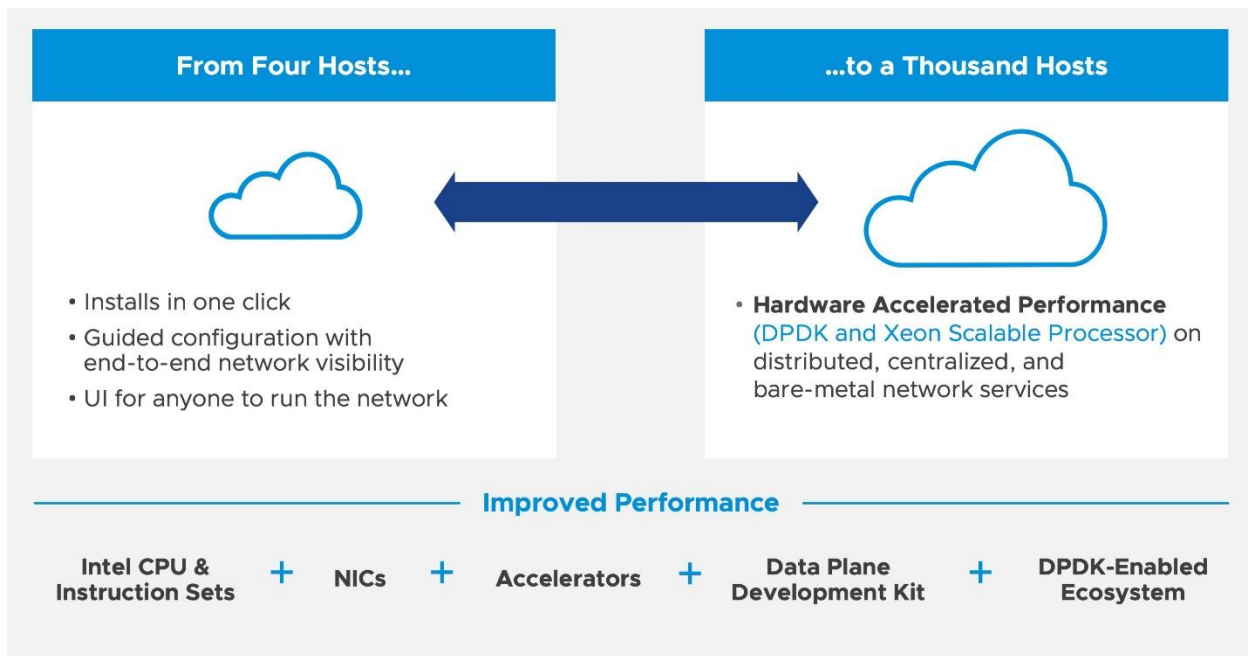 From Four Hosts...
• Installs in one click
• Guided configuration with
end-to-end network visibility
• UI for anyone to run the network
...to a Thousand Hosts
• Hardware Accelerated Performance
(DPDK and Xeon Scalable Processor) on
distributed, centralized, and
bare-metal network services
Improved Performance
Intel CPU &
Instruction Sets
+
NICs
+
Accelerators
+
Data Plane
Development Kit
+
DPDK-Enabled
Ecosystem